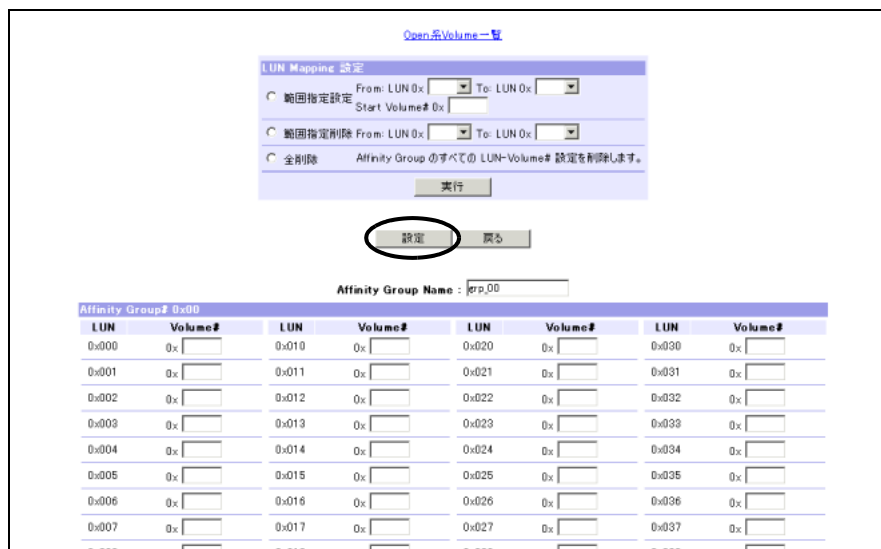 Open系Volume一覧
LUN Mapping 設定
範囲指定設定 From: LUN 0x To: LUN 0x
Start Volume# 0x
範囲指定削除 From: LUN 0x To: LUN 0x
全削除 Affinity Group のすべての LUN-Volume# 設定を削除します。
実行
設定 戻る
Affinity Group Name : grp_00
Affinity Group# 0x00
LUN Volume# LUN Volume# LUN Volume# LUN Volume#
0x000 0x 0x010 0x 0x020 0x 0x030 0x
0x001 0x 0x011 0x 0x021 0x 0x031 0x
0x002 0x 0x012 0x 0x022 0x 0x032 0x
0x003 0x 0x013 0x 0x023 0x 0x033 0x
0x004 0x 0x014 0x 0x024 0x 0x034 0x
0x005 0x 0x015 0x 0x025 0x 0x035 0x
0x006 0x 0x016 0x 0x026 0x 0x036 0x
0x007 0x 0x017 0x 0x027 0x 0x037 0x